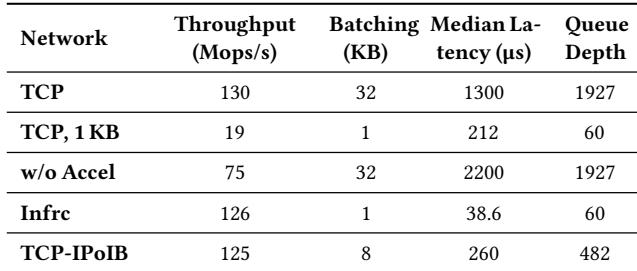 Network Throughput (Mops/s) Batching (KB) Median La-tency (µs) Queue Depth
TCP 130 32 1300 1927
TCP, 1 KB 19 1 212 60
w/o Accel 75 32 2200 1927
Infrc 126 1 38.6 60
TCP-IPoIB 125 8 260 482